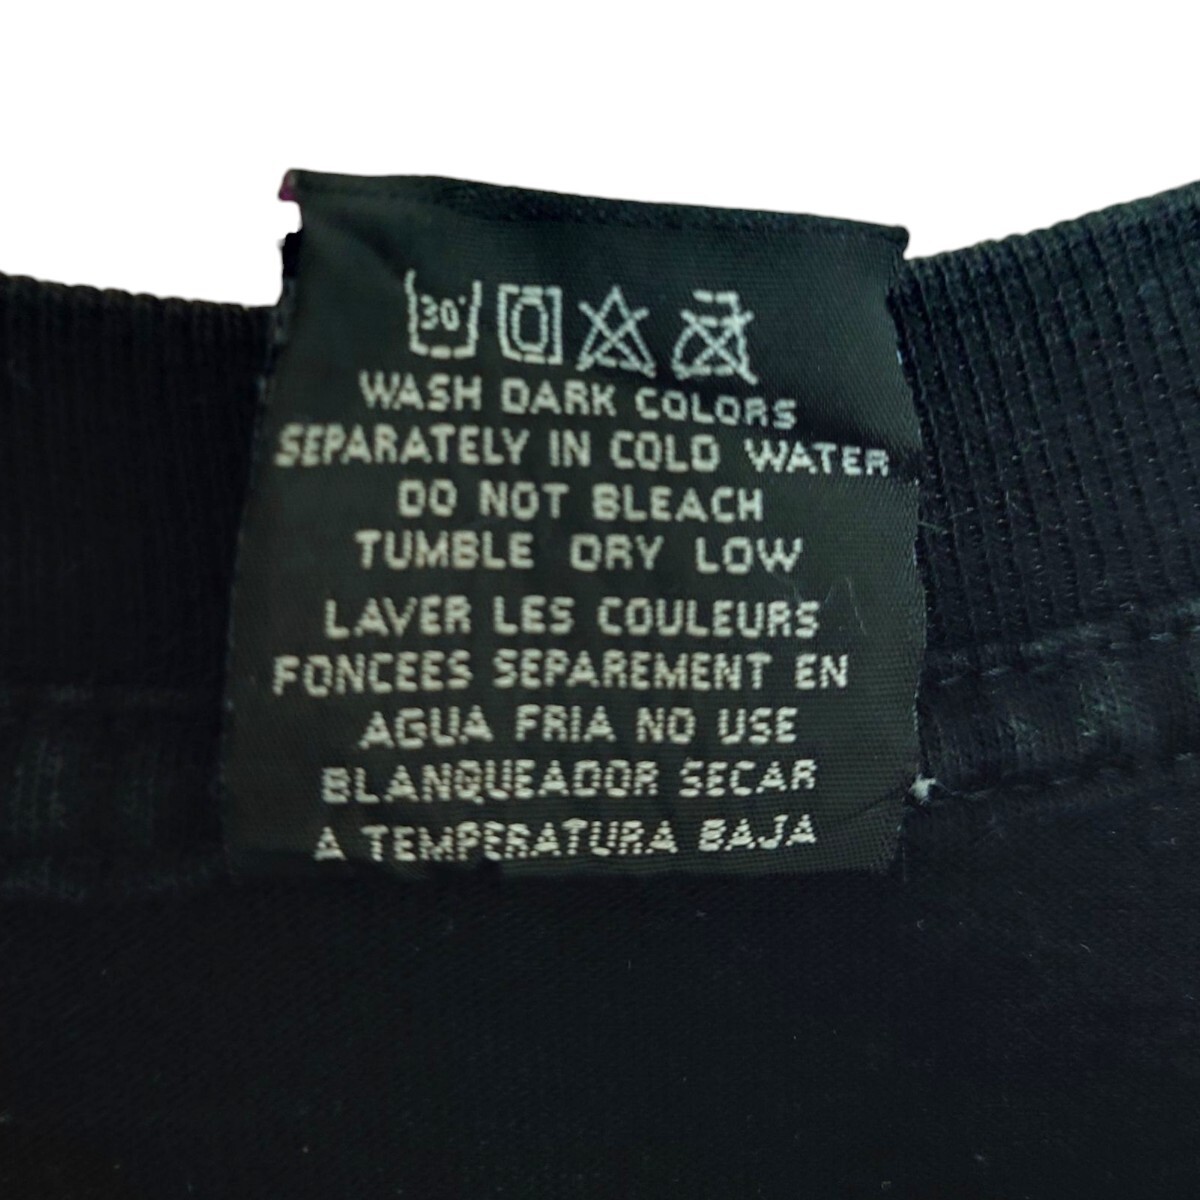 30°
WASH DARK COLORS
SEPARATELY IN COLD WATER
DO NOT BLEACH
TUMBLE DRY LOW
LAVER LES COULEURS
FONCEES SEPAREMENT EN
AGUA FRIA NO USE
BLANQUEADOR SECAR
A TEMPERATURA BAJA